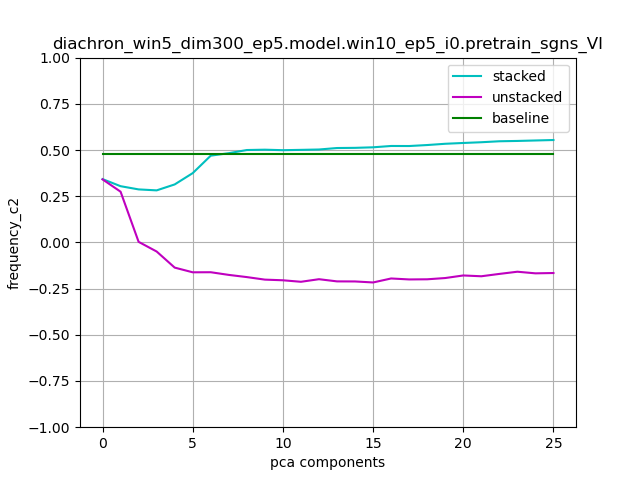 diachron_win5_dim300_ep5.model.win10_ep5_i0.pretrain_sgns_VI
stacked
unstacked
baseline
1.00
0.75
0.50
0.25
0.00
−0.25
−0.50
−0.75
−1.00
frequency_c2
0 5 10 15 20 25
pca components